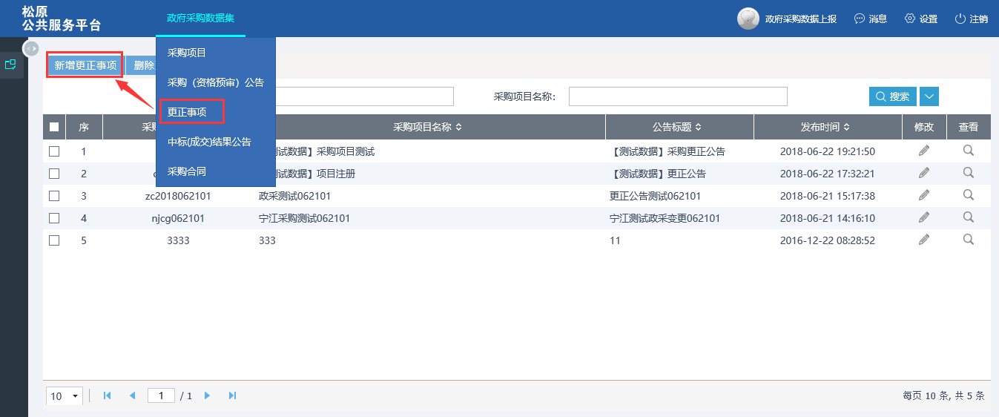 松原
公共服务平台
政府采购数据集
政府采购数据上报
消息
设置
注销
采购项目
采购（资格预审）公告
更正事项
中标(成交)结果公告
采购合同
新增更正事项
删除
采购项目名称:
搜索
序 采购 采购项目名称 公告标题 发布时间 修改 查看
1 试数据】采购项目测试 【测试数据】采购更正公告 2018-06-22 19:21:50
2 试数据】项目注册 【测试数据】更正公告 2018-06-22 17:32:21
3 zc2018062101 政采测试062101 更正公告测试062101 2018-06-21 15:17:38
4 njcg062101 宁江采购测试062101 宁江测试政采变更062101 2018-06-21 14:16:10
5 3333 333 11 2016-12-22 08:28:52
10 1 / 1 每页 10 条, 共 5 条